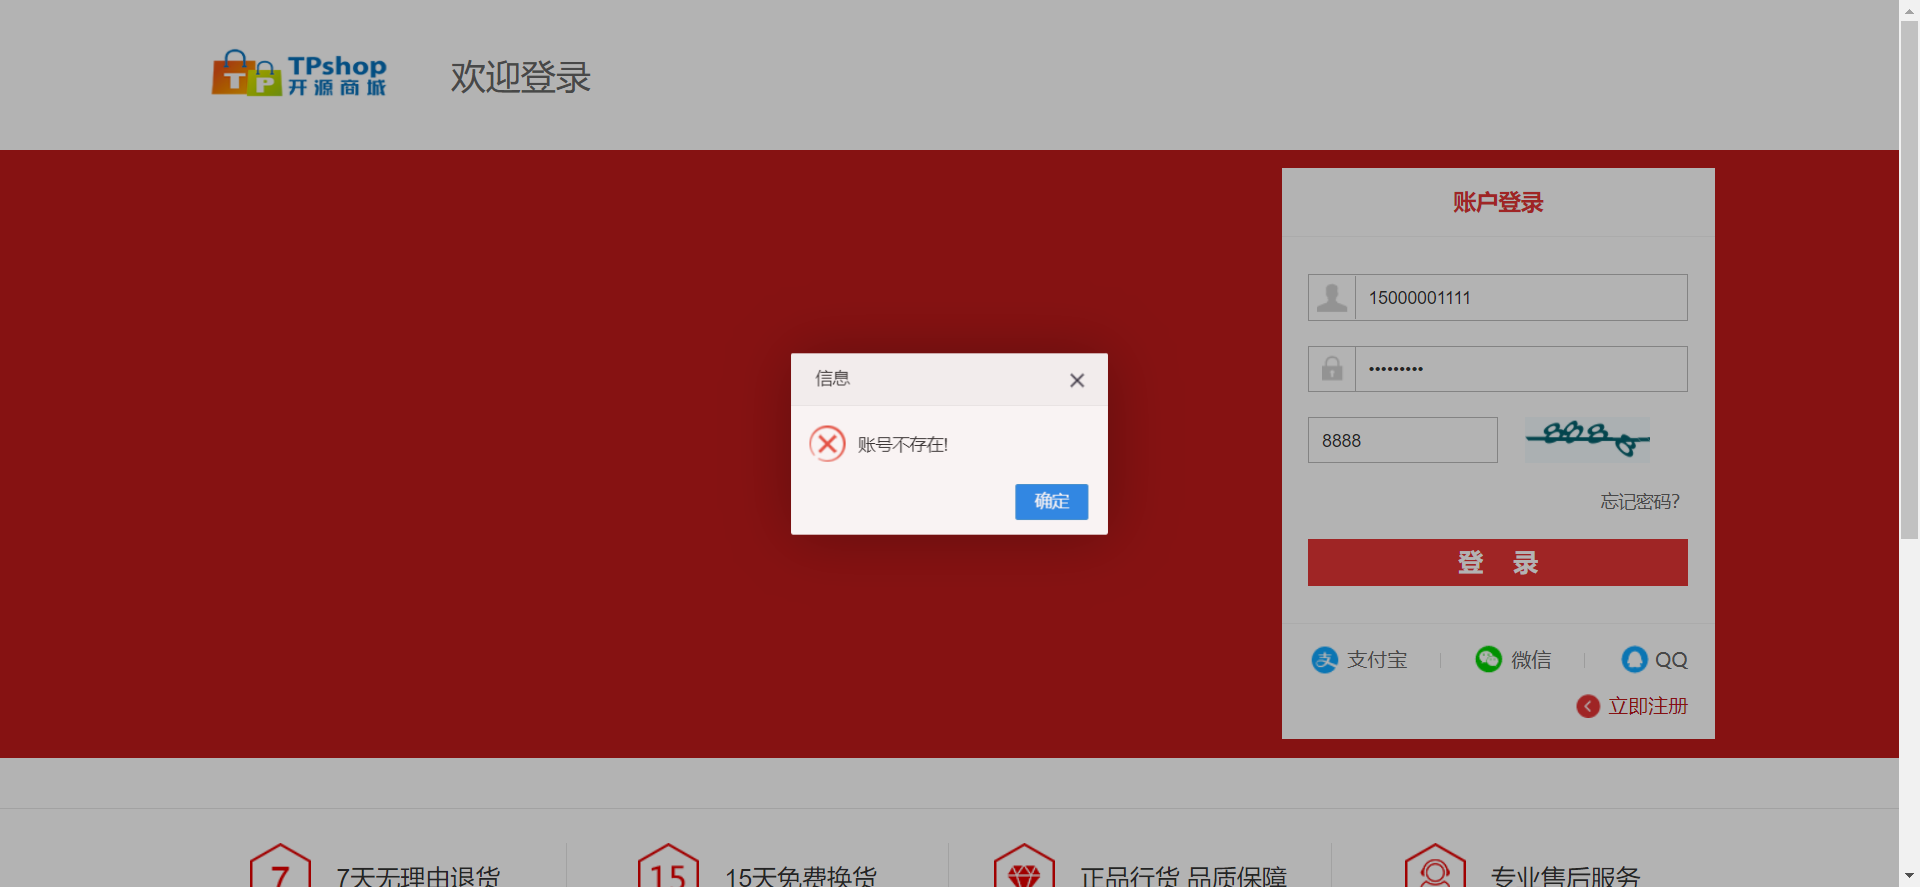 TPshop
开源商城
欢迎登录
账户登录
15000001111
•••••••••
8888
8888
忘记密码?
登 录
支付宝
微信
QQ
立即注册
信息
账号不存在!
确定
7
7天无理由退货
15
15天免费换货
正品行货 品质保障
专业售后服务